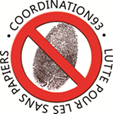 COORDINATION93
LUTTE POUR LES SANS PAPIERS